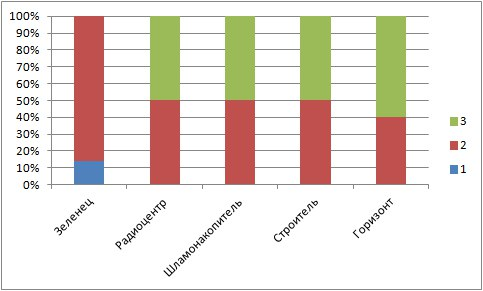 100%
90%
80%
70%
60%
50%
40%
30%
20%
10%
0%
3
2
1
Зеленец
Радиоцентр
Шламонакопитель
Строитель
Горизонт